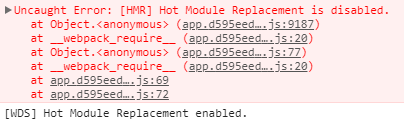 Uncaught Error: [HMR] Hot Module Replacement is disabled.
at Object.<anonymous> (app.d595eed….js:9187)
at __webpack_require__ (app.d595eed….js:20)
at Object.<anonymous> (app.d595eed….js:77)
at __webpack_require__ (app.d595eed….js:20)
at app.d595eed….js:69
at app.d595eed….js:72
[WDS] Hot Module Replacement enabled.